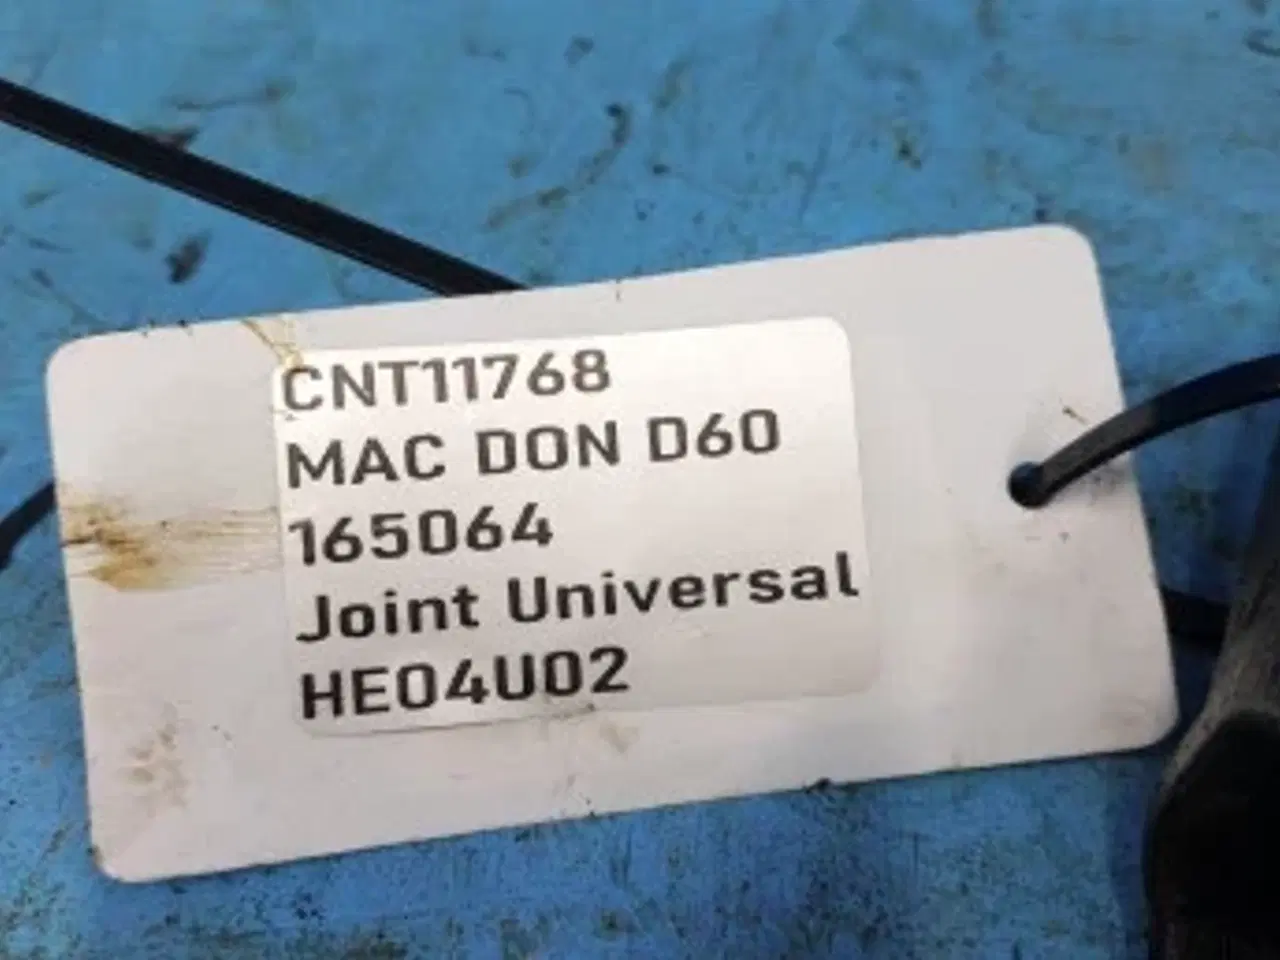 CNT11768
MAC DON D60
165064
Joint Universal
HE04U02